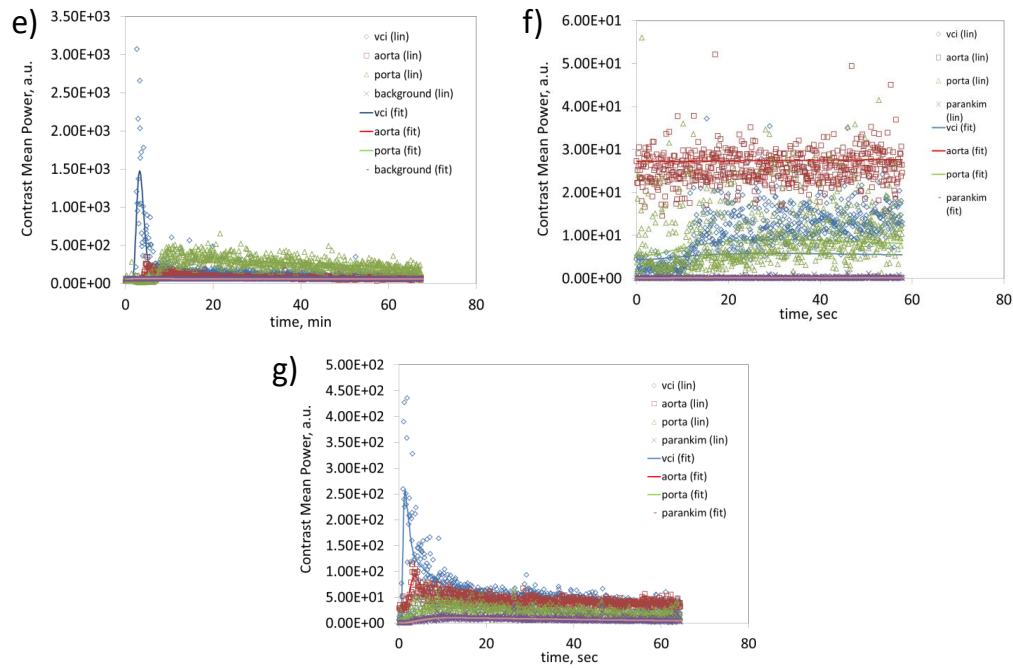 e)
3.50E+03
3.00E+03
2.50E+03
2.00E+03
1.50E+03
1.00E+03
5.00E+02
0.00E+00
Contrast Mean Power, a.u.
0 20 40 60 80
time, min
vci (lin)
aorta (lin)
porta (lin)
background (lin)
vci (fit)
aorta (fit)
porta (fit)
background (fit)
f)
6.00E+01
5.00E+01
4.00E+01
3.00E+01
2.00E+01
1.00E+01
0.00E+00
Contrast Mean Power, a.u.
0 20 40 60 80
time, sec
vci (lin)
aorta (lin)
porta (lin)
parankim
(lin)
vci (fit)
aorta (fit)
porta (fit)
parankim
(fit)
g)
5.00E+02
4.50E+02
4.00E+02
3.50E+02
3.00E+02
2.50E+02
2.00E+02
1.50E+02
1.00E+02
5.00E+01
0.00E+00
Contrast Mean Power, a.u.
0 20 40 60 80
time, sec
vci (lin)
aorta (lin)
porta (lin)
parankim (lin)
vci (fit)
aorta (fit)
porta (fit)
parankim (fit)